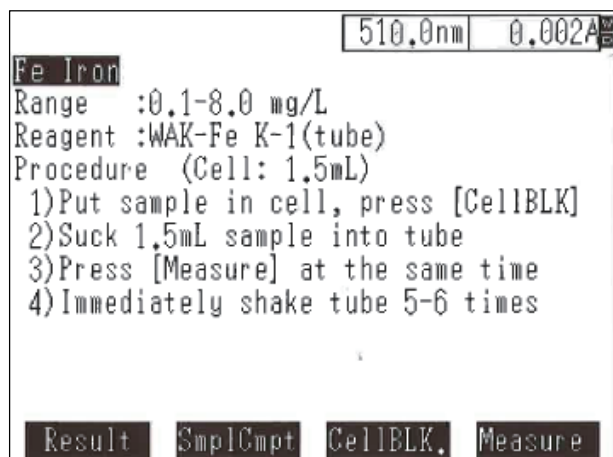 510.0nm 0.002A
Fe Iron
Range :0.1-8.0 mg/L
Reagent :WAK-Fe K-1(tube)
Procedure (Cell: 1.5mL)
1)Put sample in cell, press [CellBLK]
2)Suck 1.5mL sample into tube
3)Press [Measure] at the same time
4)Immediately shake tube 5-6 times
Result SmplCmpt CellBLK. Measure